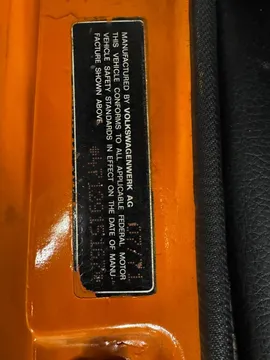 MANUFACTURED BY VOLKSWAGENWERK AG
THIS VEHICLE CONFORMS TO ALL APPLICABLE FEDERAL MOTOR
VEHICLE SAFETY STANDARDS IN EFFECT ON THE DATE OF MANU-
FACTURE SHOWN ABOVE.